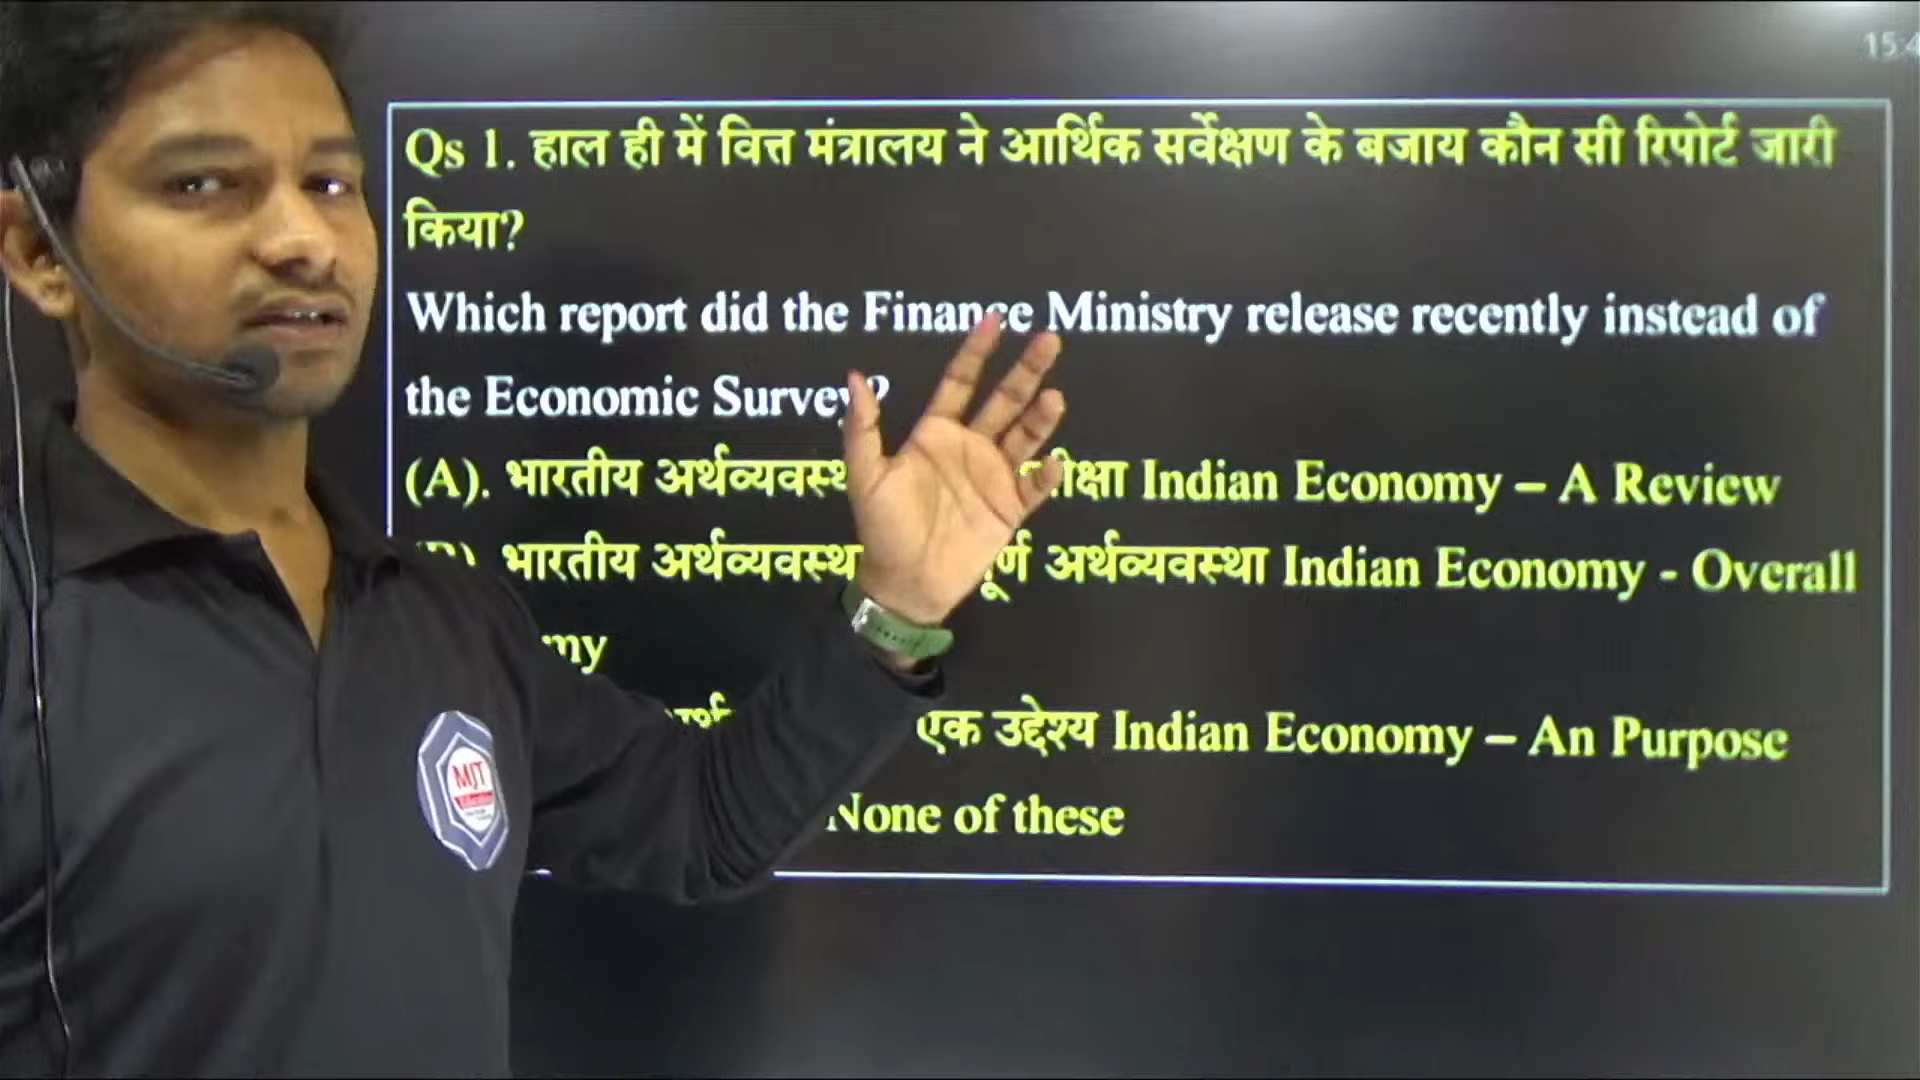 15:4
Qs 1. हाल ही में वित्त मंत्रालय ने आर्थिक सर्वेक्षण के बजाय कौन सी रिपोर्ट जारी
किया?
Which report did the Finance Ministry release recently instead of
the Economic Survey?
(A). भारतीय अर्थव्यवस्था Indian Economy – A Review
भारतीय अर्थव्यवस्था अर्थव्यवस्था Indian Economy - Overall
एक उद्देश्य Indian Economy – An Purpose
None of these
MJT
Education